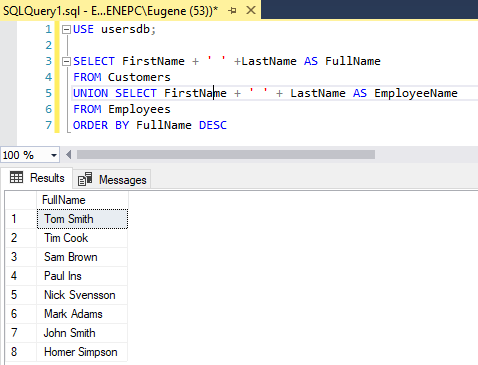 SQLQuery1.sql - E...ENEPC\Eugene (53))*
1 USE usersdb;
2
3 SELECT FirstName + ' ' +LastName AS FullName
4 FROM Customers
5 UNION SELECT FirstName + ' ' + LastName AS EmployeeName
6 FROM Employees
7 ORDER BY FullName DESC
100 %
Results Messages
FullName
1 Tom Smith
2 Tim Cook
3 Sam Brown
4 Paul Ins
5 Nick Svensson
6 Mark Adams
7 John Smith
8 Homer Simpson